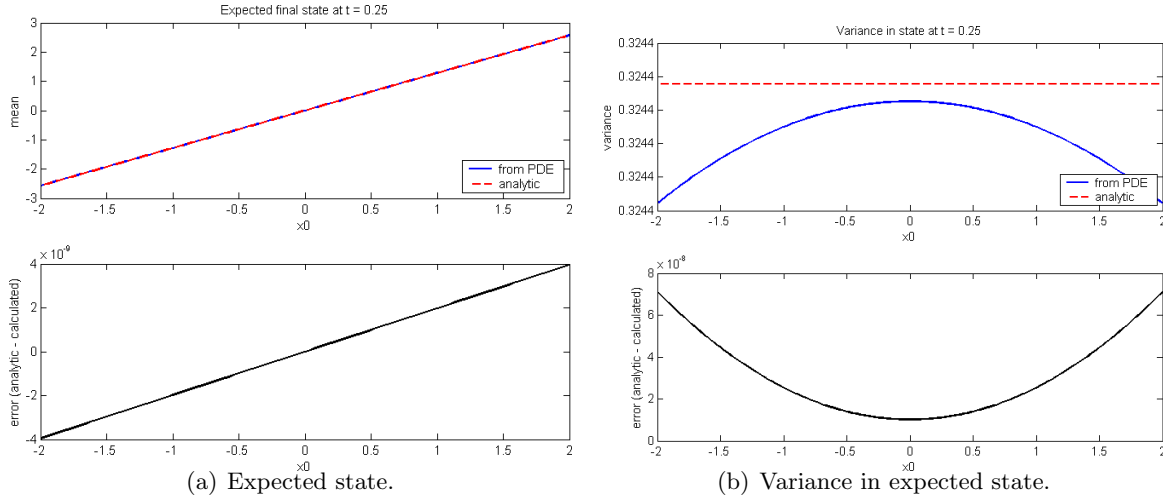 Expected final state at t = 0.25
3
2
1
0
-1
-2
-3
mean
from PDE
analytic
-2 -1.5 -1 -0.5 0 0.5 1 1.5 2
x0
x 10^-9
4
2
0
-2
-4
error (analytic - calculated)
-2 -1.5 -1 -0.5 0 0.5 1 1.5 2
x0
(a) Expected state.
Variance in state at t = 0.25
0.3244
0.3244
0.3244
0.3244
0.3244
0.3244
variance
from PDE
analytic
-2 -1.5 -1 -0.5 0 0.5 1 1.5 2
x0
x 10^-8
8
6
4
2
0
error (analytic - calculated)
-2 -1.5 -1 -0.5 0 0.5 1 1.5 2
x0
(b) Variance in expected state.